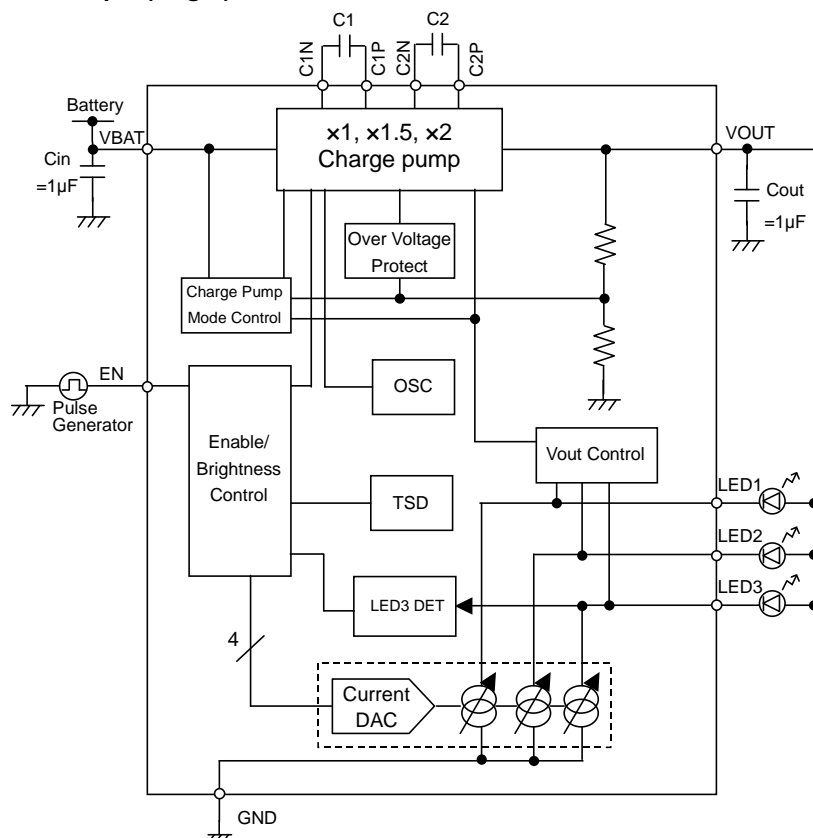 C1
C2
C1N
C1P
C2N
C2P
Battery
VBAT
×1, ×1.5, ×2
Charge pump
VOUT
Cin
=1μF
Cout
=1μF
Over Voltage
Protect
Charge Pump
Mode Control
EN
Pulse
Generator
OSC
Enable/
Brightness
Control
Vout Control
TSD
LED1
LED2
LED3
LED3 DET
4
Current
DAC
GND